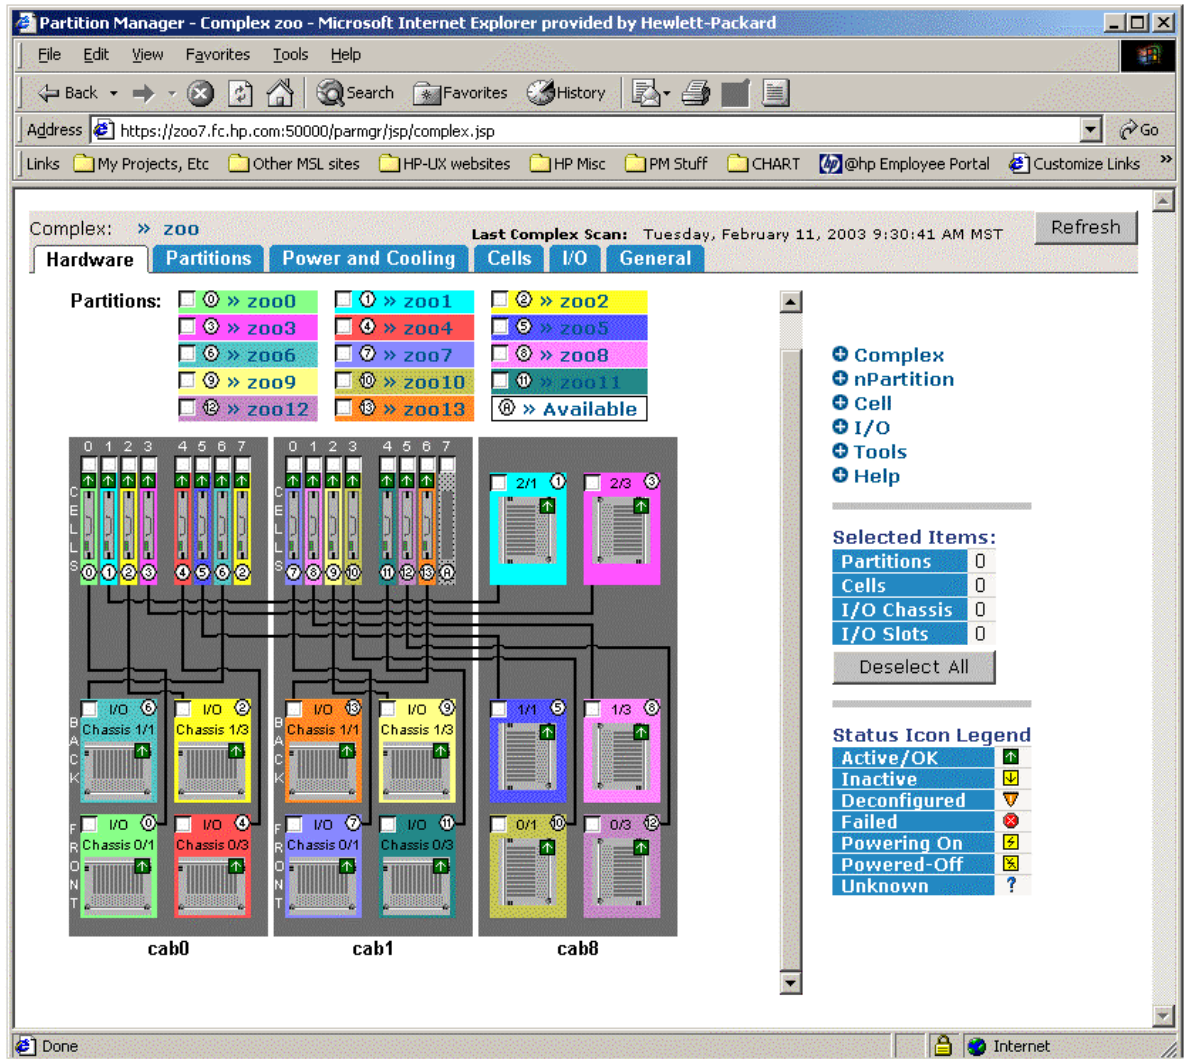 Partition Manager - Complex zoo - Microsoft Internet Explorer provided by Hewlett-Packard
File Edit View Favorites Tools Help
Back Search Favorites History
Address https://zoo7.fc.hp.com:50000/parmgr/jsp/complex.jsp Go
Links My Projects, Etc Other MSL sites HP-UX websites HP Misc PM Stuff CHART @hp Employee Portal Customize Links »
Complex: » zoo
Last Complex Scan: Tuesday, February 11, 2003 9:30:41 AM MST
Refresh
Hardware Partitions Power and Cooling Cells I/O General
Partitions: 0 » zoo0 1 » zoo1 2 » zoo2
3 » zoo3 4 » zoo4 5 » zoo5
6 » zoo6 7 » zoo7 8 » zoo8
9 » zoo9 10 » zoo10 11 » zoo11
12 » zoo12 13 » zoo13 A » Available
0 1 2 3 4 5 6 7 0 1 2 3 4 5 6 7
2/1 1 2/3 3
CELLS CELLS
0 1 2 3 4 5 6 2 7 8 9 10 11 12 13 A
I/O 6 I/O 2 I/O 13 I/O 9 1/1 5 1/3 8
Chassis 1/1 Chassis 1/3 Chassis 1/1 Chassis 1/3
BACK BACK
I/O 0 I/O 4 I/O 7 I/O 11 0/1 10 0/3 12
Chassis 0/1 Chassis 0/3 Chassis 0/1 Chassis 0/3
FRONT FRONT
cab0 cab1 cab8
Complex
nPartition
Cell
I/O
Tools
Help
Selected Items:
Partitions 0
Cells 0
I/O Chassis 0
I/O Slots 0
Deselect All
Status Icon Legend
Active/OK
Inactive
Deconfigured
Failed
Powering On
Powered-Off
Unknown ?
Done Internet